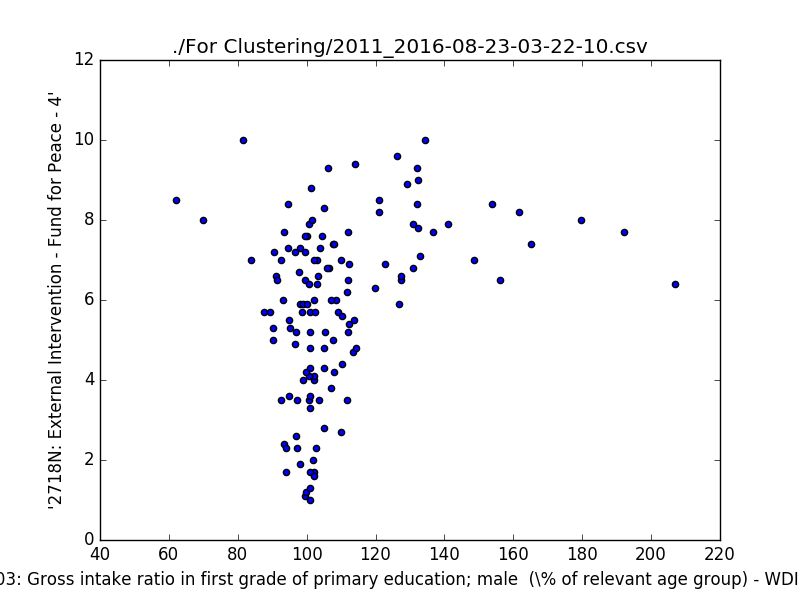 ./For Clustering/2011_2016-08-23-03-22-10.csv
12
10
8
6
4
2
0
'2718N: External Intervention - Fund for Peace - 4'
40 60 80 100 120 140 160 180 200 220
03: Gross intake ratio in first grade of primary education; male (\% of relevant age group) - WDI